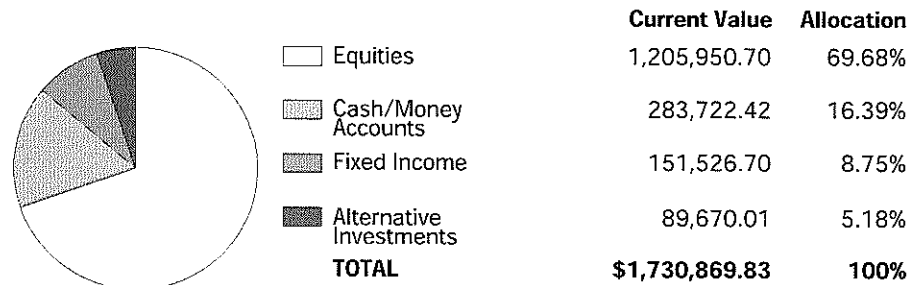 Current Value Allocation
Equities 1,205,950.70 69.68%
Cash/Money
Accounts 283,722.42 16.39%
Fixed Income 151,526.70 8.75%
Alternative
Investments 89,670.01 5.18%
TOTAL $1,730,869.83 100%